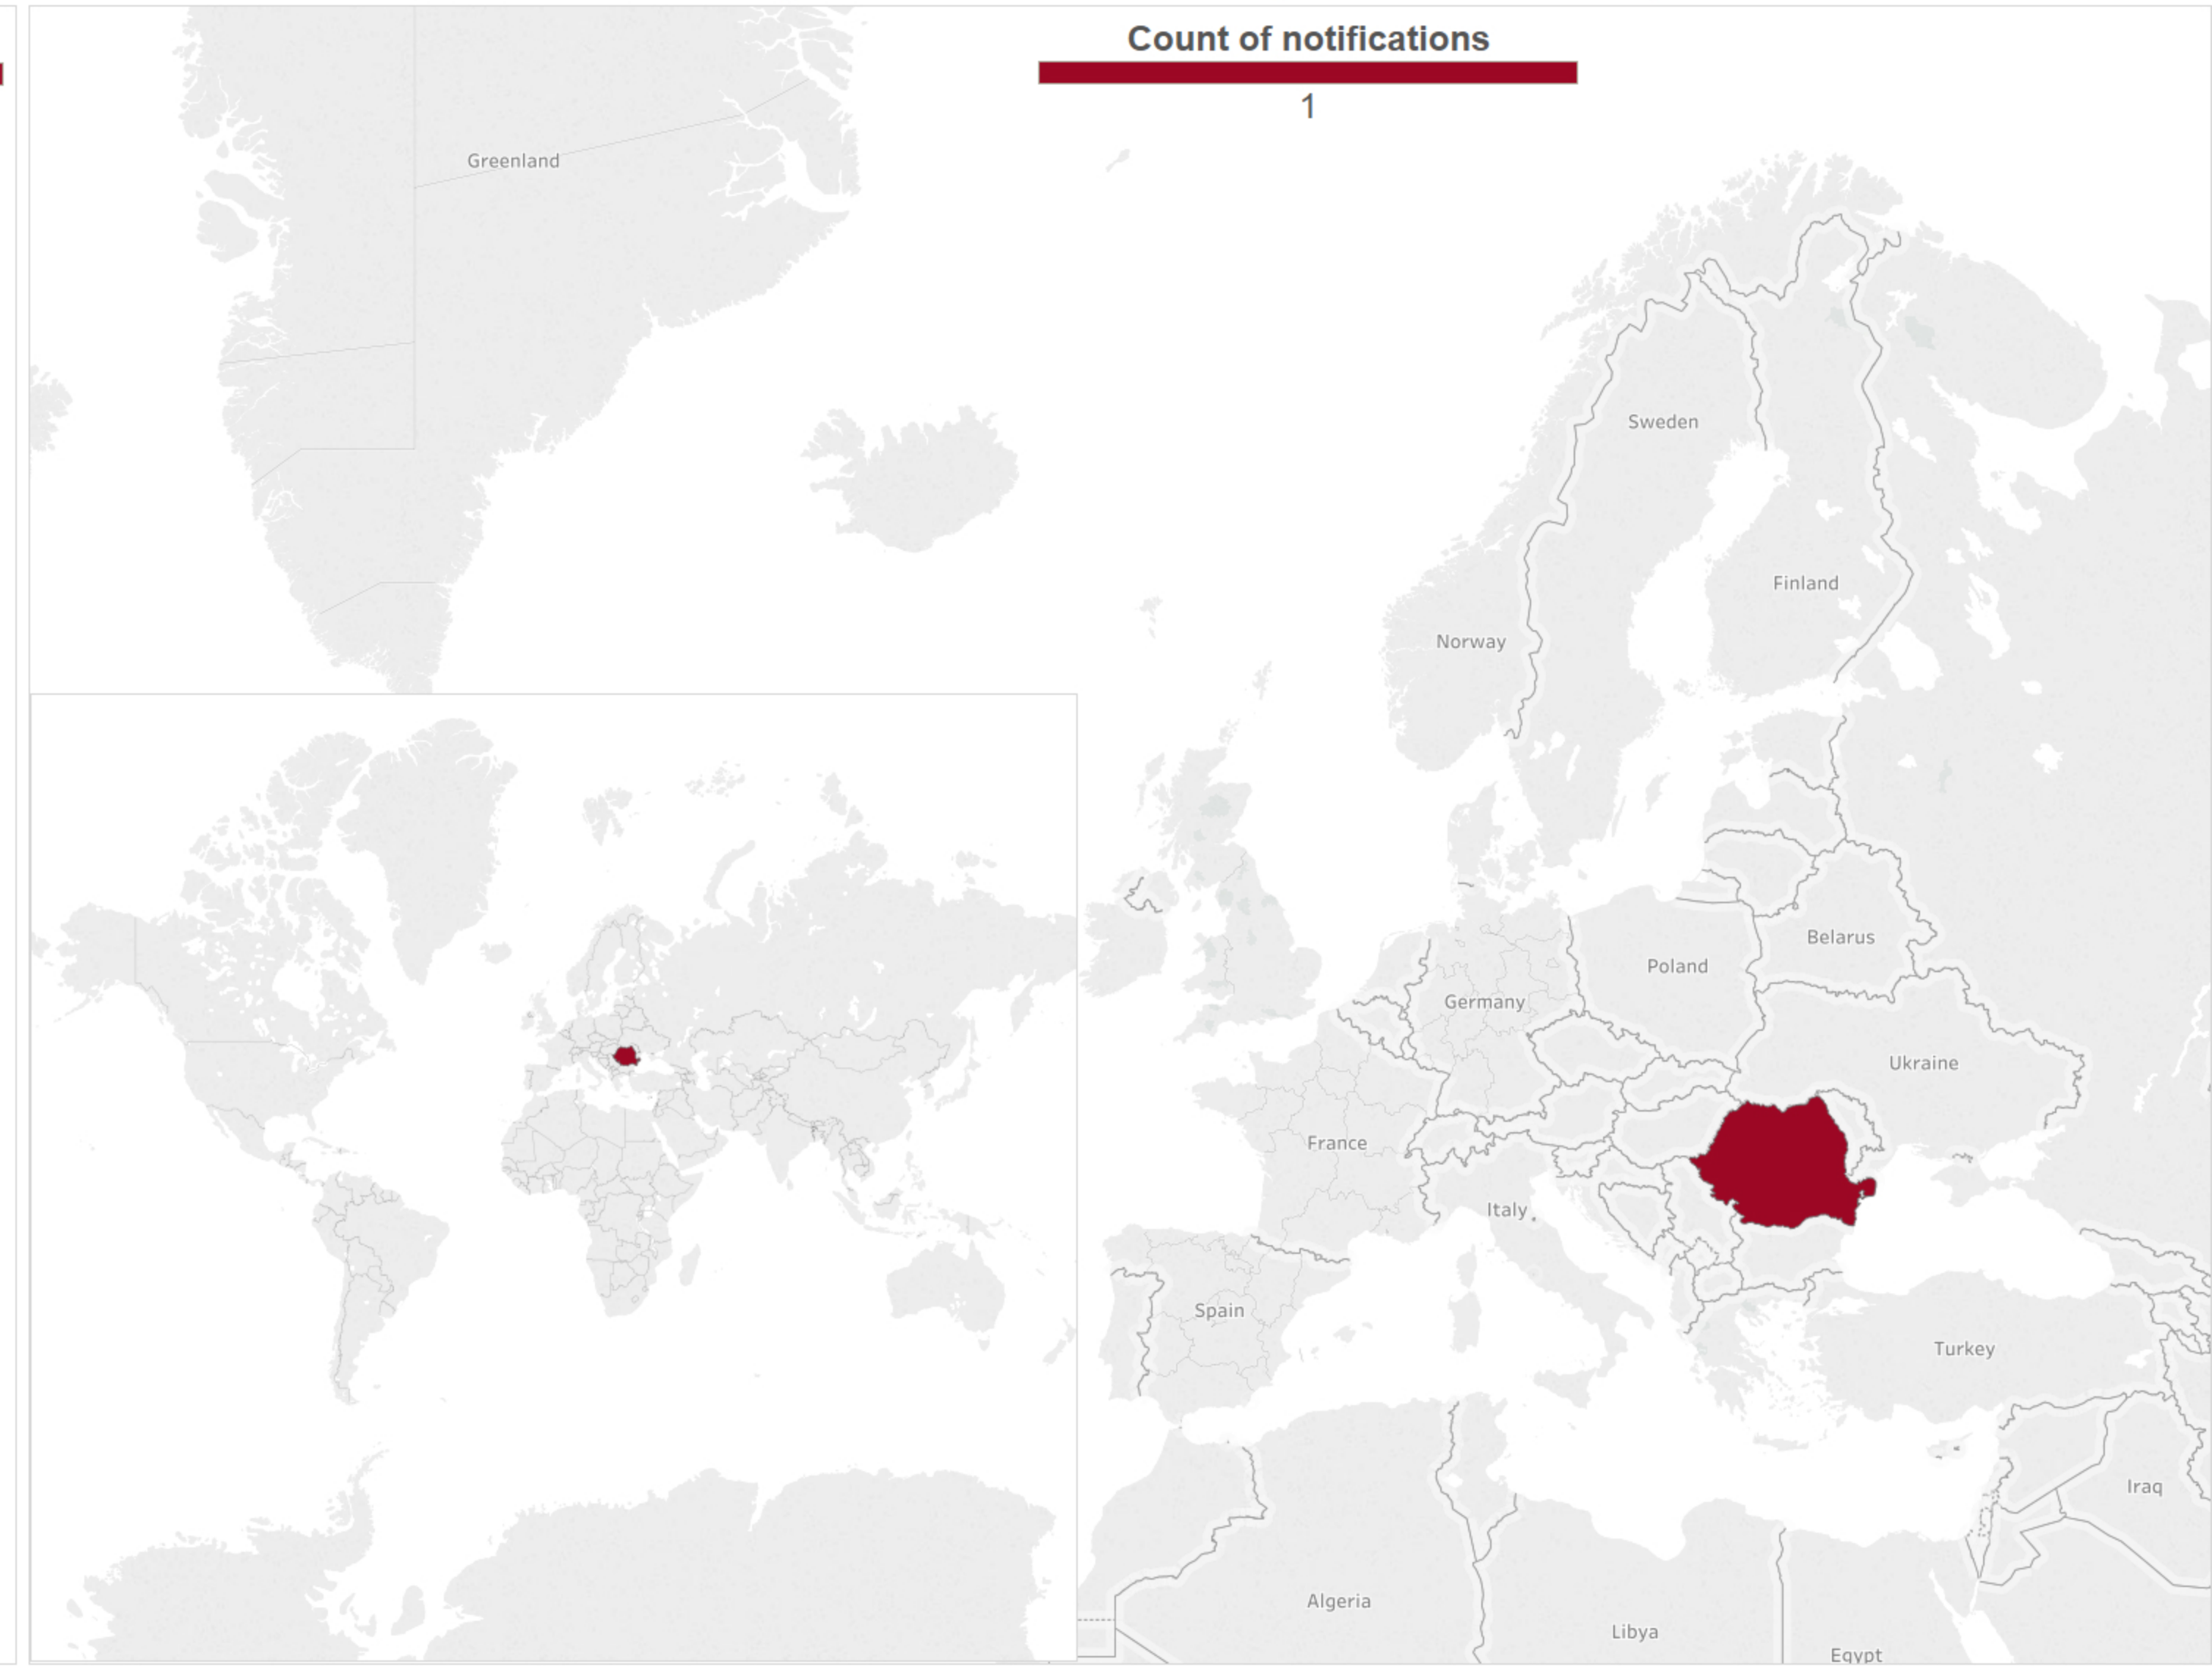 Count of notifications
1
Greenland
Sweden
Finland
Norway
Belarus
Poland
Germany
Ukraine
France
Italy
Spain
Turkey
Iraq
Algeria
Libya
Egypt